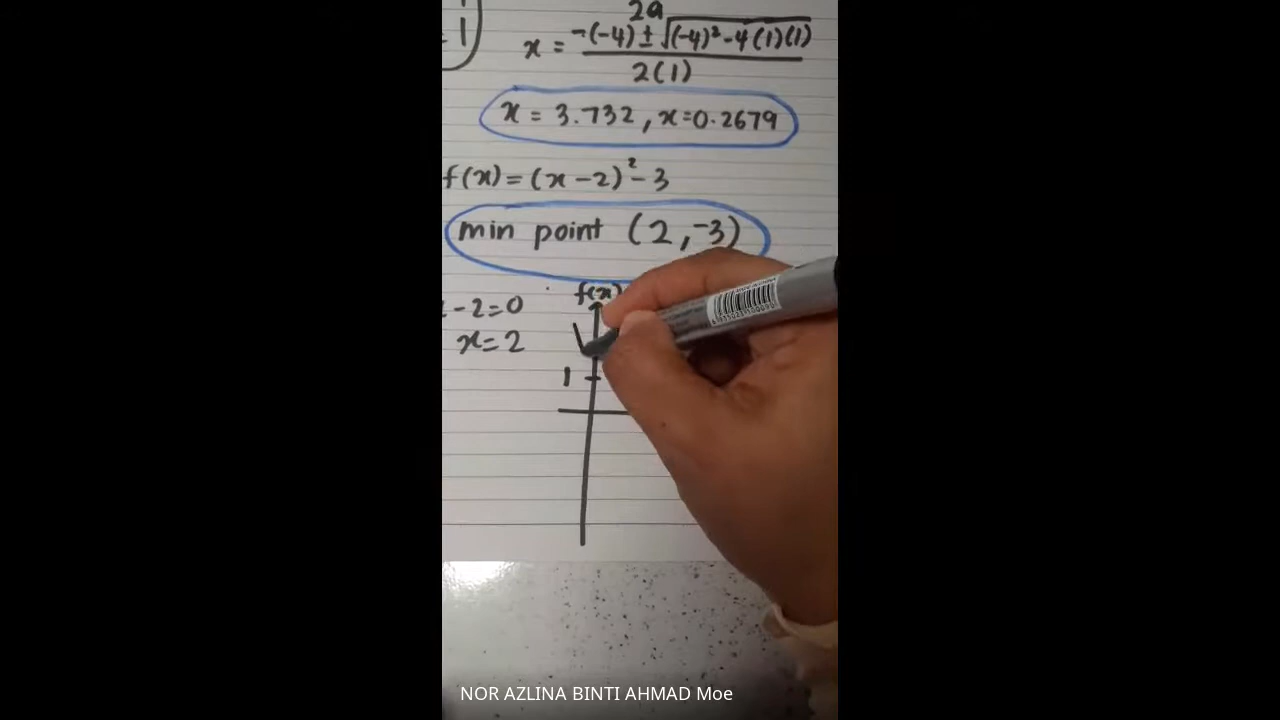 1
2a
x = -(-4) ± √(-4)² - 4(1)(1)
2(1)
x = 3.732, x=0.2679
f(x) = (x - 2)² - 3
min point (2, -3)
- 2 = 0
f(x)
x = 2
1
NOR AZLINA BINTI AHMAD Moe